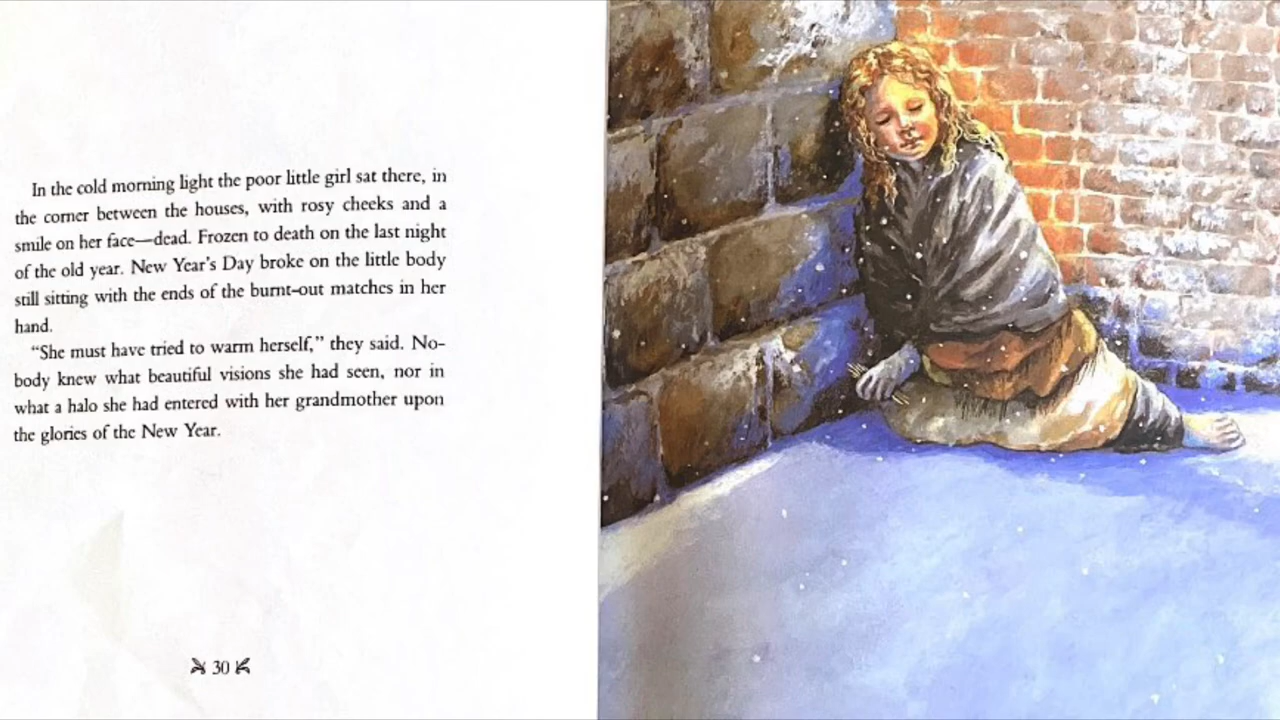 In the cold morning light the poor little girl sat there, in
the corner between the houses, with rosy cheeks and a
smile on her face—dead. Frozen to death on the last night
of the old year. New Year's Day broke on the little body
still sitting with the ends of the burnt-out matches in her
hand.
"She must have tried to warm herself," they said. No-
body knew what beautiful visions she had seen, nor in
what a halo she had entered with her grandmother upon
the glories of the New Year.
30